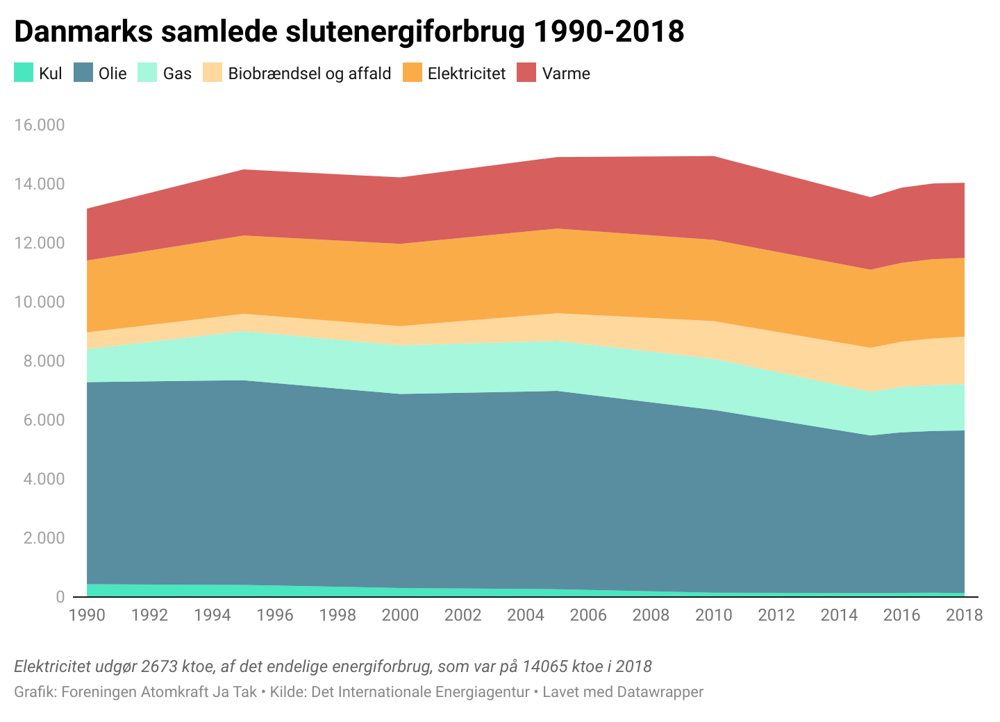 Danmarks samlede slutenergiforbrug 1990-2018
Kul Olie Gas Biobrændsel og affald Elektricitet Varme
16.000
14.000
12.000
10.000
8.000
6.000
4.000
2.000
0
1990 1992 1994 1996 1998 2000 2002 2004 2006 2008 2010 2012 2014 2016 2018
Elektricitet udgør 2673 ktoe, af det endelige energiforbrug, som var på 14065 ktoe i 2018
Grafik: Foreningen Atomkraft Ja Tak • Kilde: Det Internationale Energiagentur • Lavet med Datawrapper